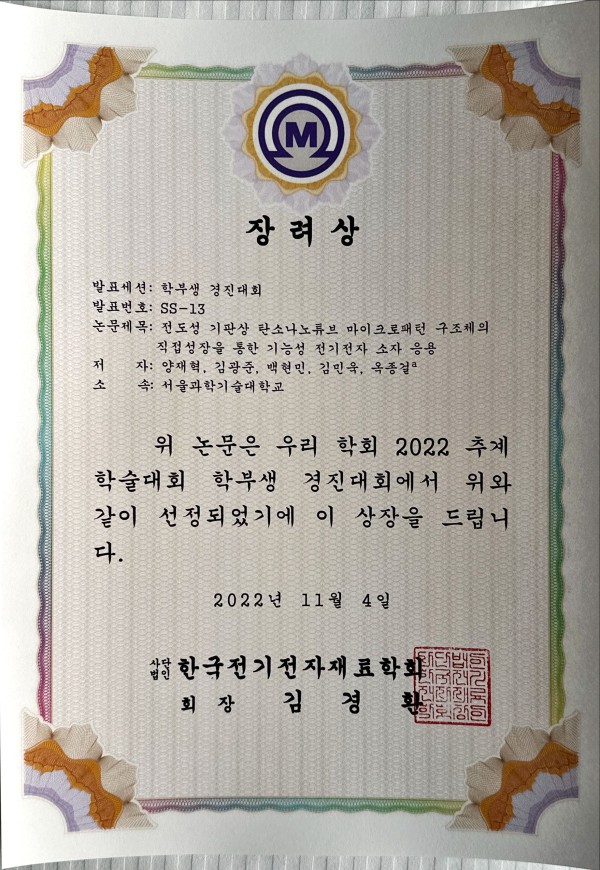 M
장려상
발표세션: 학부생 경진대회
발표번호: SS-13
논문제목: 전도성 기판상 탄소나노튜브 마이크로패턴 구조체의
직접성장을 통한 기능성 전기전자 소자 응용
저 자: 양재혁, 김광준, 백현민, 김민욱, 옥종걸a
소 속: 서울과학기술대학교
위 논문은 우리 학회 2022 추계
학술대회 학부생 경진대회에서 위와
같이 선정되었기에 이 상장을 드립니
다.
2022년 11월 4일
사단법인 한국전기전자재료학회
회 장 김 경 환